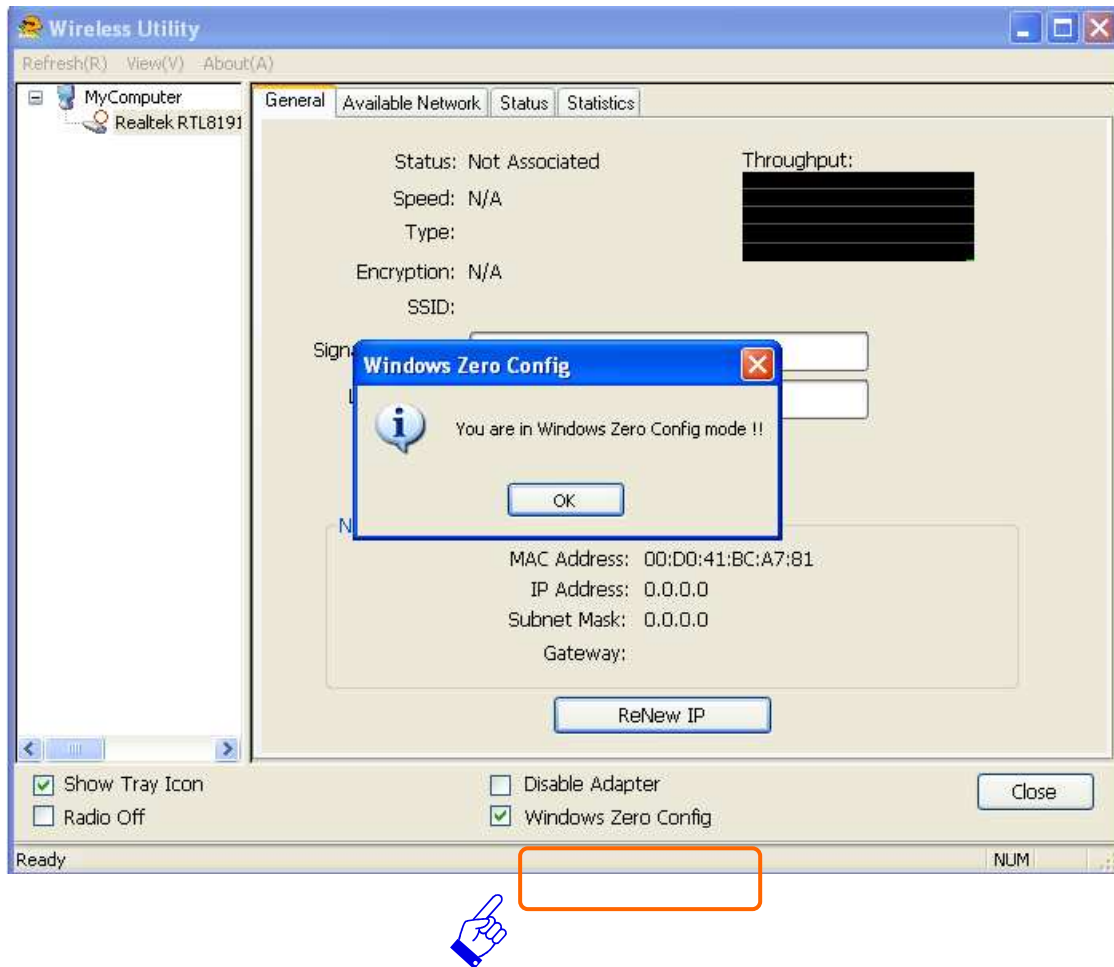 Wireless Utility
Refresh(R) View(V) About(A)
MyComputer
Realtek RTL8191
General Available Network Status Statistics
Status: Not Associated
Throughput:
Speed: N/A
Type:
Encryption: N/A
SSID:
Windows Zero Config
You are in Windows Zero Config mode !!
OK
MAC Address: 00:D0:41:BC:A7:81
IP Address: 0.0.0.0
Subnet Mask: 0.0.0.0
Gateway:
ReNew IP
Show Tray Icon
Radio Off
Disable Adapter
Windows Zero Config
Close
Ready
NUM